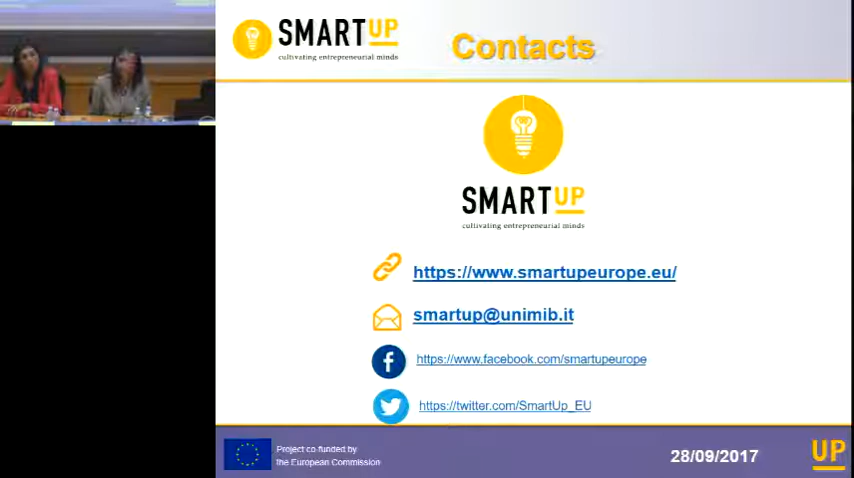 SMARTUP
cultivating entrepreneurial minds
Contacts
SMARTUP
cultivating entrepreneurial minds
https://www.smartupeurope.eu/
smartup@unimib.it
https://www.facebook.com/smartupeurope
https://twitter.com/SmartUp_EU
Project co-funded by
the European Commission
28/09/2017
UP